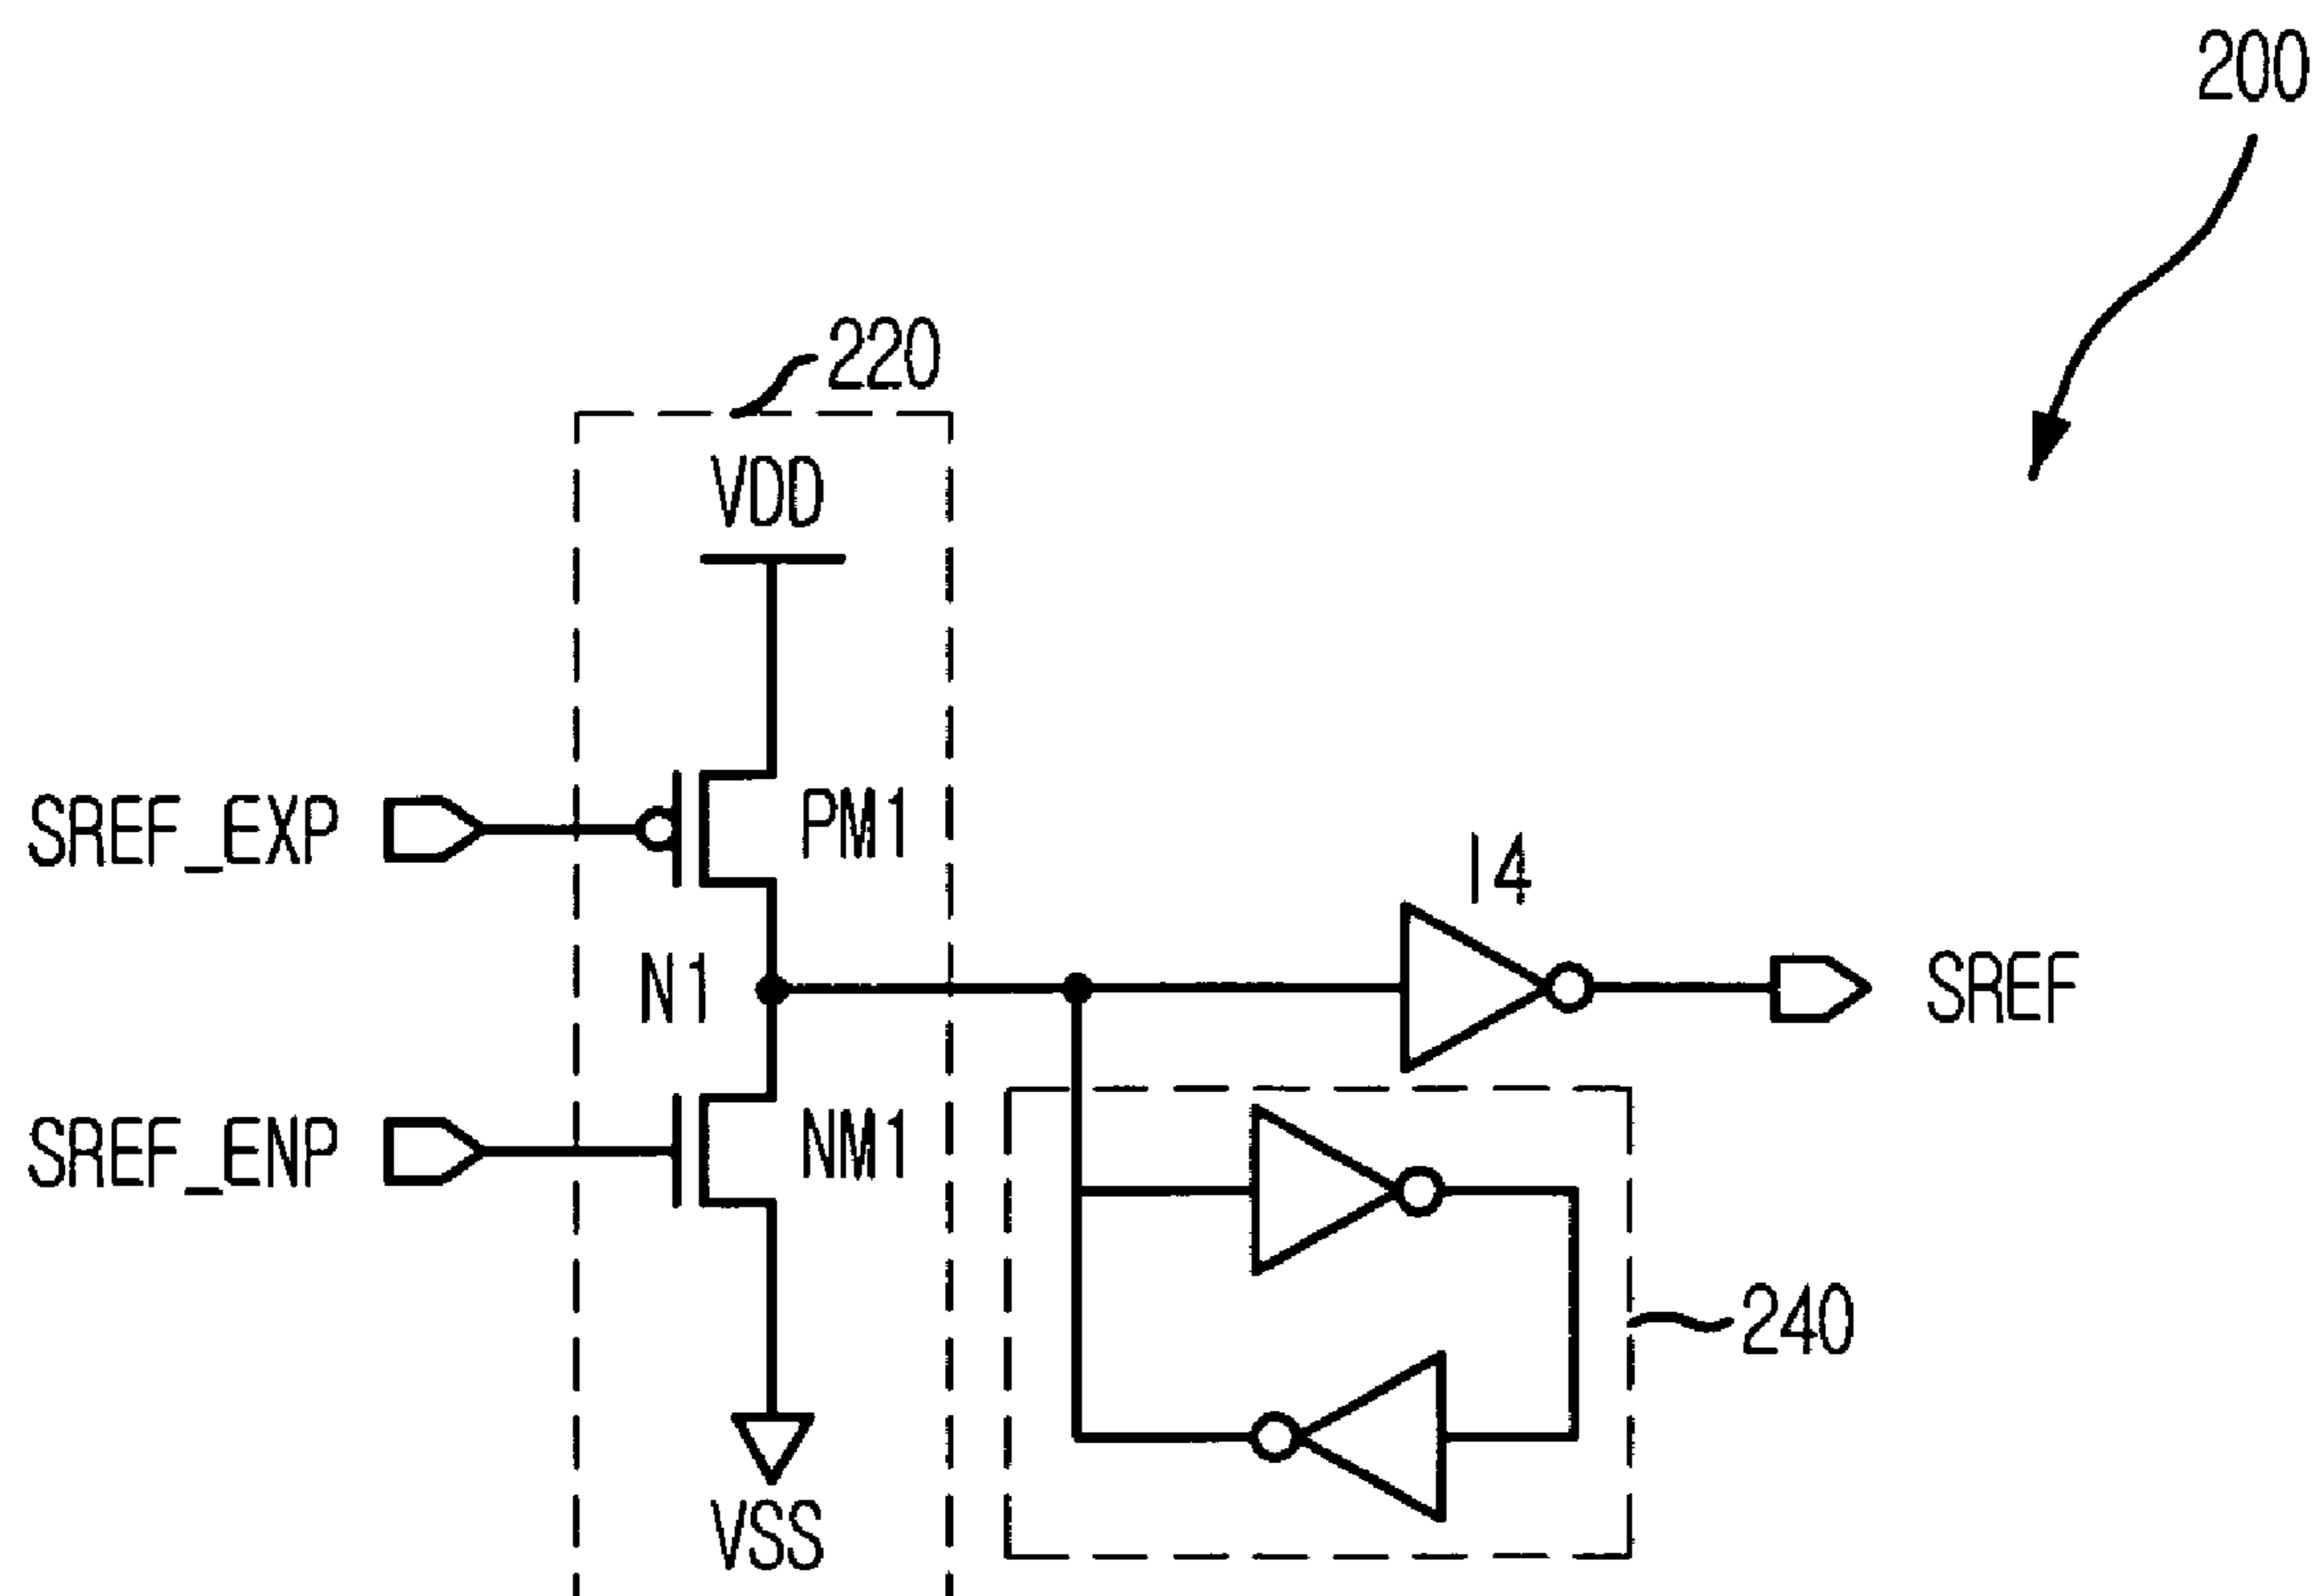 200
220
VDD
SREF_EXP
PM1
I4
N1
SREF
SREF_ENP
NM1
240
VSS